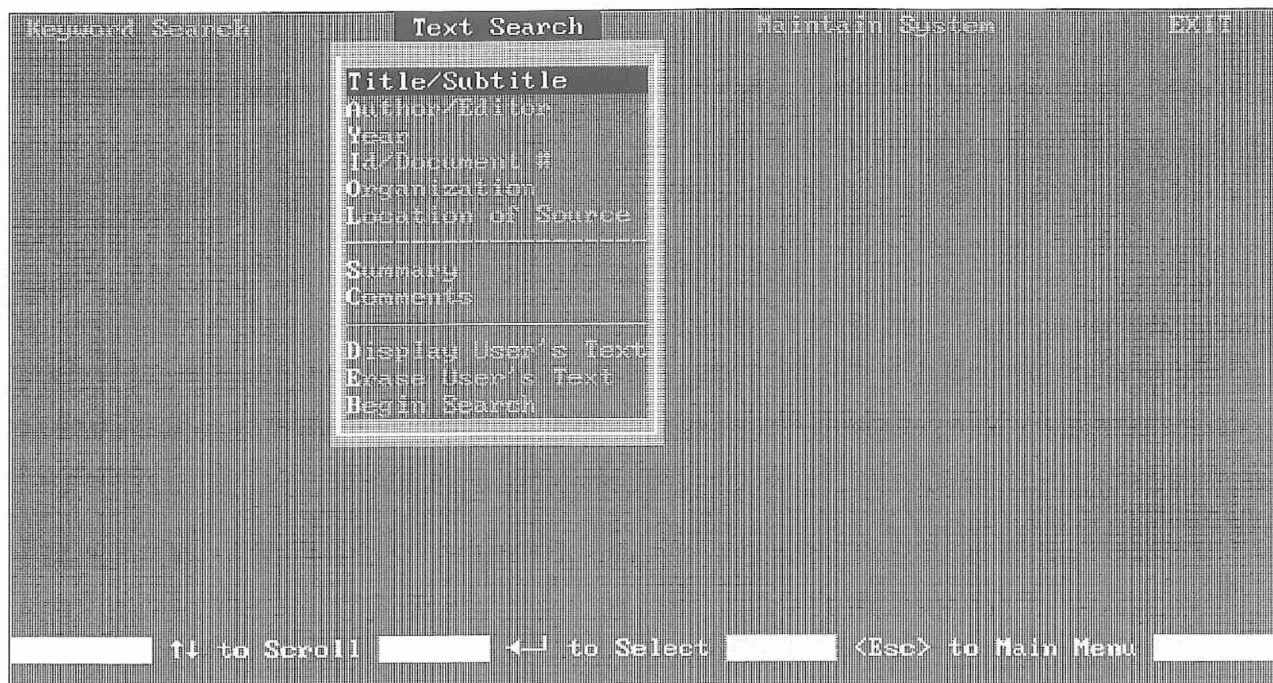 Keyword Search Text Search Maintain System EXIT
Title/Subtitle
Author/Editor
Year
Id/Document #
Organization
Location of Source
Summary
Comments
Display User's Text
Erase User's Text
Begin Search
↑↓ to Scroll ←┘ to Select <Esc> to Main Menu